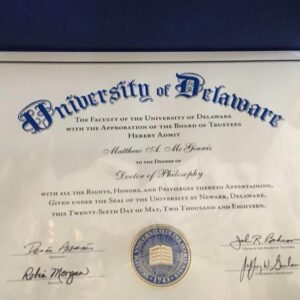 University of Delaware
The Faculty of the University of Delaware
with the Approbation of the Board of Trustees
Hereby Admit
Matthew A. McGinnis
to the Degree of
Doctor of Philosophy
with all the Rights, Honors, and Privileges thereto Appertaining,
Given under the Seal of the University at Newark, Delaware,
this Twenty-Sixth Day of May, Two Thousand and Eighteen.
Robin Morgan